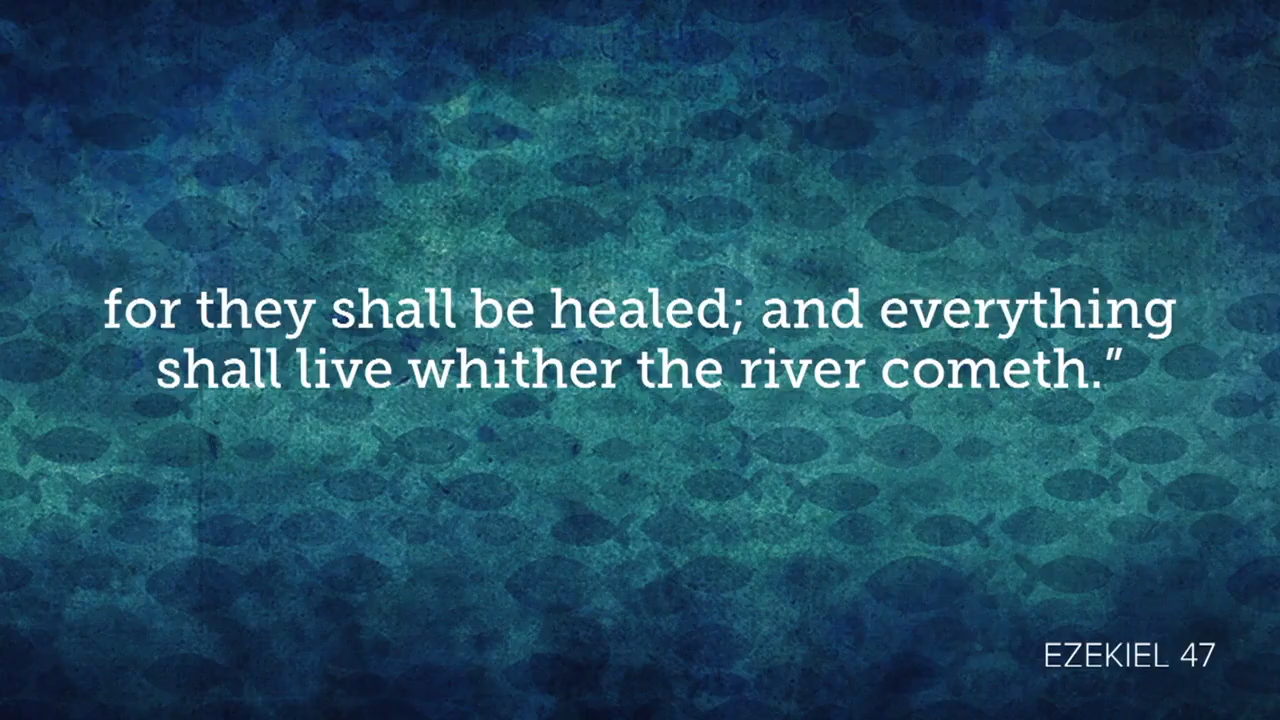 for they shall be healed; and everything
shall live whither the river cometh.”
EZEKIEL 47